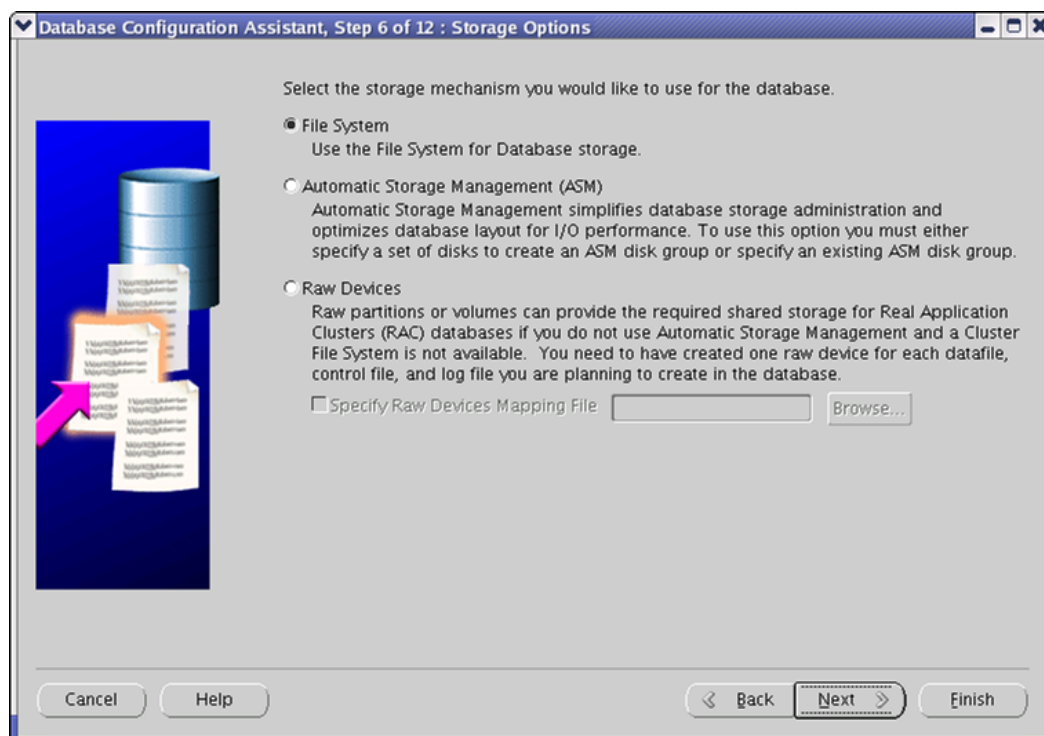 Database Configuration Assistant, Step 6 of 12 : Storage Options
Select the storage mechanism you would like to use for the database.
File System
Use the File System for Database storage.
Automatic Storage Management (ASM)
Automatic Storage Management simplifies database storage administration and
optimizes database layout for I/O performance. To use this option you must either
specify a set of disks to create an ASM disk group or specify an existing ASM disk group.
Raw Devices
Raw partitions or volumes can provide the required shared storage for Real Application
Clusters (RAC) databases if you do not use Automatic Storage Management and a Cluster
File System is not available. You need to have created one raw device for each datafile,
control file, and log file you are planning to create in the database.
Specify Raw Devices Mapping File
Browse...
Cancel
Help
Back
Next
Finish